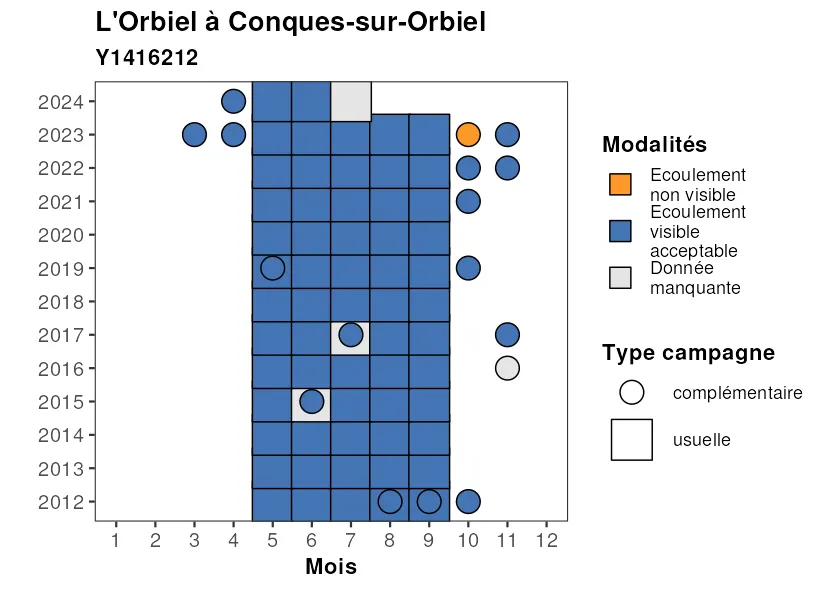 L'Orbiel à Conques-sur-Orbiel
Y1416212
2024
2023
2022
2021
2020
2019
2018
2017
2016
2015
2014
2013
2012
1 2 3 4 5 6 7 8 9 10 11 12
Mois
Modalités
Ecoulement
non visible
Ecoulement
visible
acceptable
Donnée
manquante
Type campagne
complémentaire
usuelle